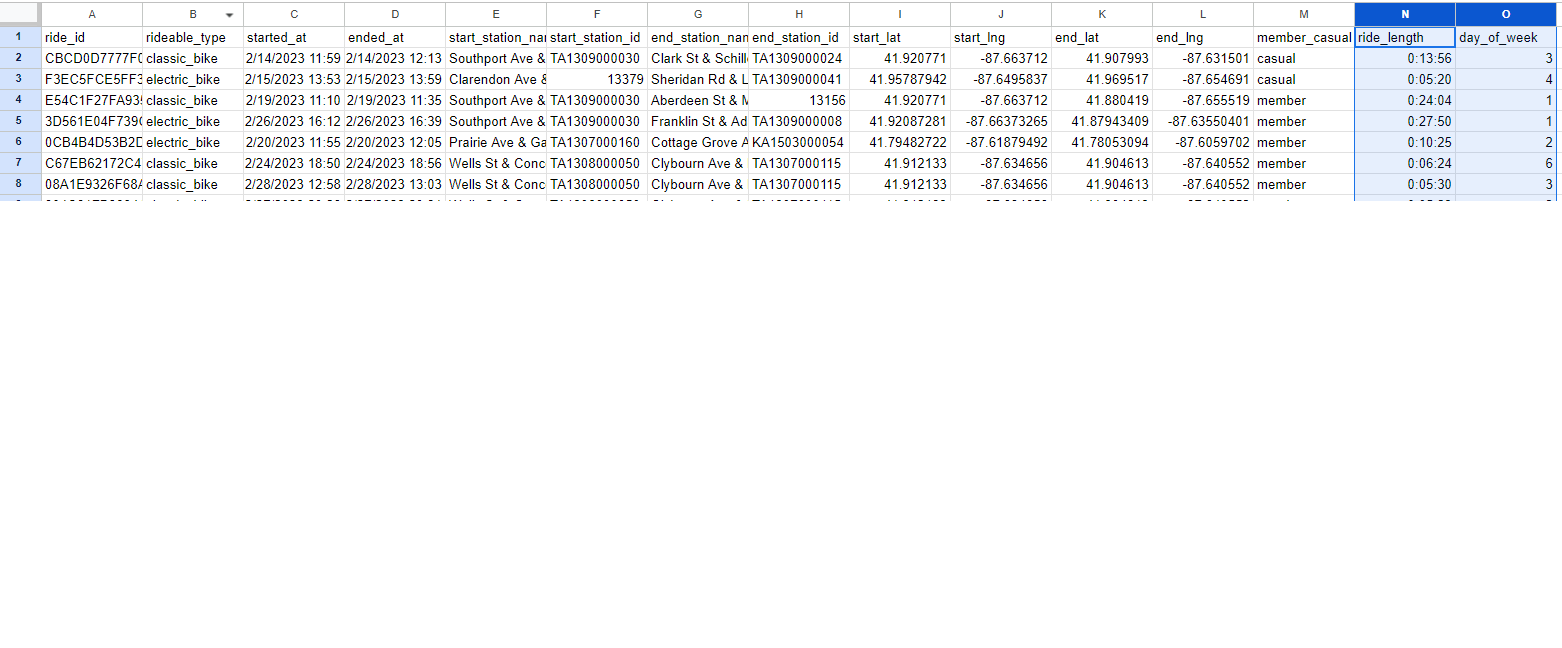 A B C D E F G H I J K L M N O
1 ride_id rideable_type started_at ended_at start_station_nar start_station_id end_station_nan end_station_id start_lat start_lng end_lat end_lng member_casual ride_length day_of_week
2 CBCD0D7777F0 classic_bike 2/14/2023 11:59 2/14/2023 12:13 Southport Ave & TA1309000030 Clark St & Schill TA1309000024 41.920771 -87.663712 41.907993 -87.631501 casual 0:13:56 3
3 F3EC5FCE5FF3 electric_bike 2/15/2023 13:53 2/15/2023 13:59 Clarendon Ave & 13379 Sheridan Rd & L TA1309000041 41.95787942 -87.6495837 41.969517 -87.654691 casual 0:05:20 4
4 E54C1F27FA93 classic_bike 2/19/2023 11:10 2/19/2023 11:35 Southport Ave & TA1309000030 Aberdeen St & M 13156 41.920771 -87.663712 41.880419 -87.655519 member 0:24:04 1
5 3D561E04F739 electric_bike 2/26/2023 16:12 2/26/2023 16:39 Southport Ave & TA1309000030 Franklin St & Ad TA1309000008 41.92087281 -87.66373265 41.87943409 -87.63550401 member 0:27:50 1
6 0CB4B4D53B2D electric_bike 2/20/2023 11:55 2/20/2023 12:05 Prairie Ave & Ga TA1307000160 Cottage Grove A KA1503000054 41.79482722 -87.61879492 41.78053094 -87.6059702 member 0:10:25 2
7 C67EB62172C4 classic_bike 2/24/2023 18:50 2/24/2023 18:56 Wells St & Conc TA1308000050 Clybourn Ave & TA1307000115 41.912133 -87.634656 41.904613 -87.640552 member 0:06:24 6
8 08A1E9326F68 classic_bike 2/28/2023 12:58 2/28/2023 13:03 Wells St & Conc TA1308000050 Clybourn Ave & TA1307000115 41.912133 -87.634656 41.904613 -87.640552 member 0:05:30 3